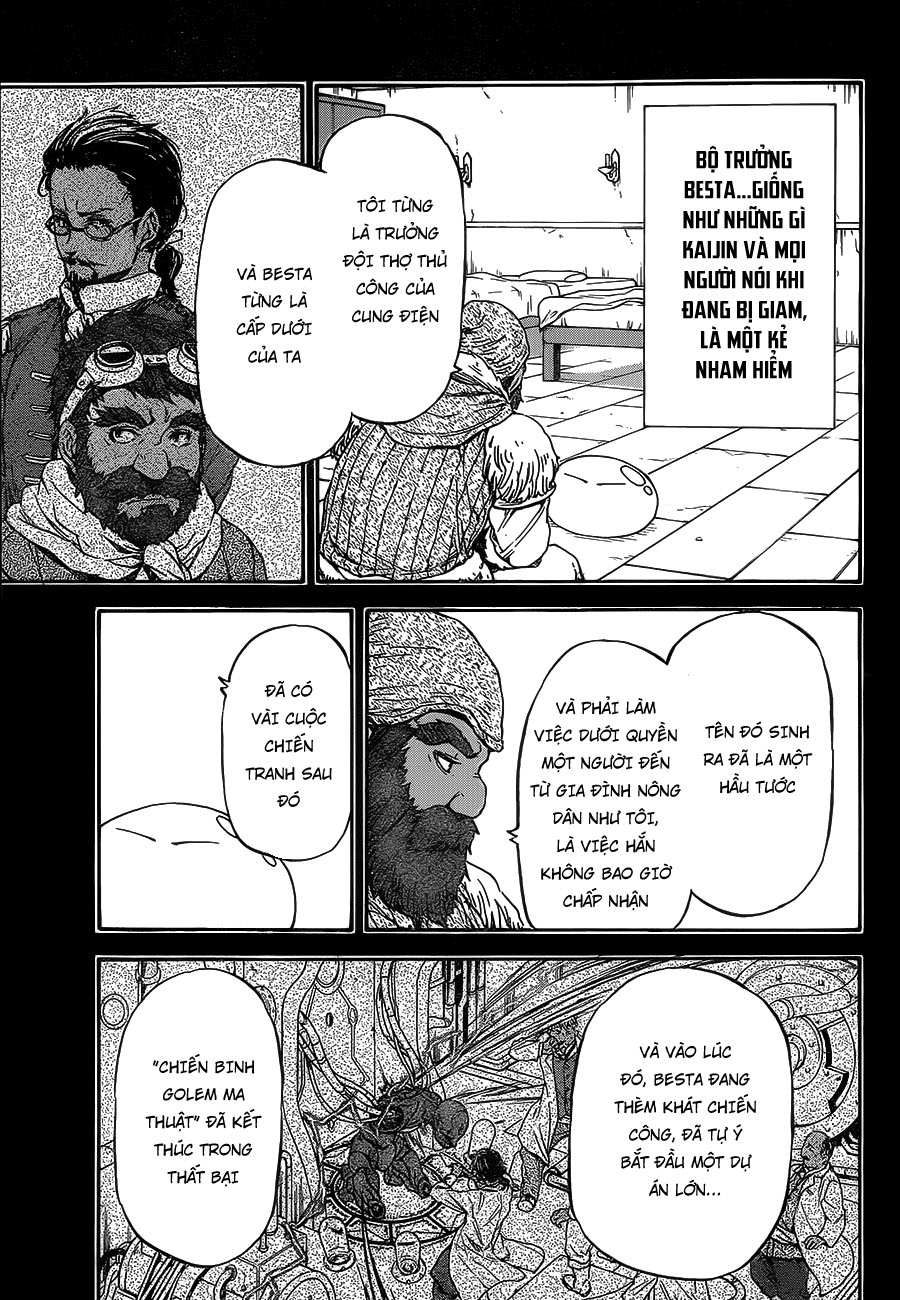 BỘ TRƯỞNG
BESTA...GIỐNG
NHƯ NHỮNG GÌ
KAIJIN VÀ MỌI
NGƯỜI NÓI KHI
ĐANG BỊ GIAM,
LÀ MỘT KẺ
NHAM HIỂM
TÔI TỪNG
LÀ TRƯỞNG
ĐỘI THỢ THỦ
CÔNG CỦA
CUNG ĐIỆN
VÀ BESTA
TỪNG LÀ
CẤP DƯỚI
CỦA TA
TÊN ĐÓ SINH
RA ĐÃ LÀ MỘT
HẦU TƯỚC
VÀ PHẢI LÀM
VIỆC DƯỚI QUYỀN
MỘT NGƯỜI ĐẾN
TỪ GIA ĐÌNH NÔNG
DÂN NHƯ TÔI,
LÀ VIỆC HẮN
KHÔNG BAO GIỜ
CHẤP NHẬN
ĐÃ CÓ
VÀI CUỘC
CHIẾN
TRANH SAU
ĐÓ
VÀ VÀO LÚC
ĐÓ, BESTA ĐANG
THÈM KHÁT CHIẾN
CÔNG, ĐÃ TỰ Ý
BẮT ĐẦU MỘT DỰ
ÁN LỚN...
"CHIẾN BINH
GOLEM MA
THUẬT" ĐÃ KẾT
THÚC TRONG
THẤT BẠI